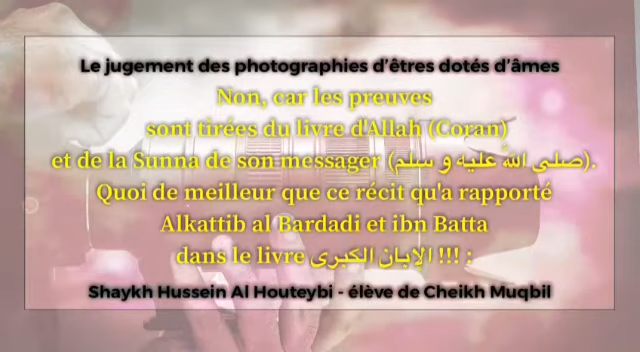 Le jugement des photographies d’êtres dotés d’âmes
Non, car les preuves
sont tirées du livre d'Allah (Coran)
et de la Sunna de son messager (صلى الله عليه و سلم).
Quoi de meilleur que ce récit qu'a rapporté
Alkattib al Bardadi et ibn Batta
dans le livre الابان الكبرى !!! :
Shaykh Hussein Al Houteybi - élève de Cheikh Muqbil